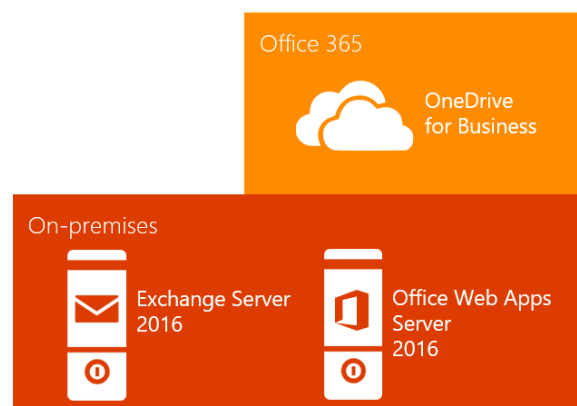 Office 365
OneDrive
for Business
On-premises
Exchange Server
2016
Office Web Apps
Server
2016